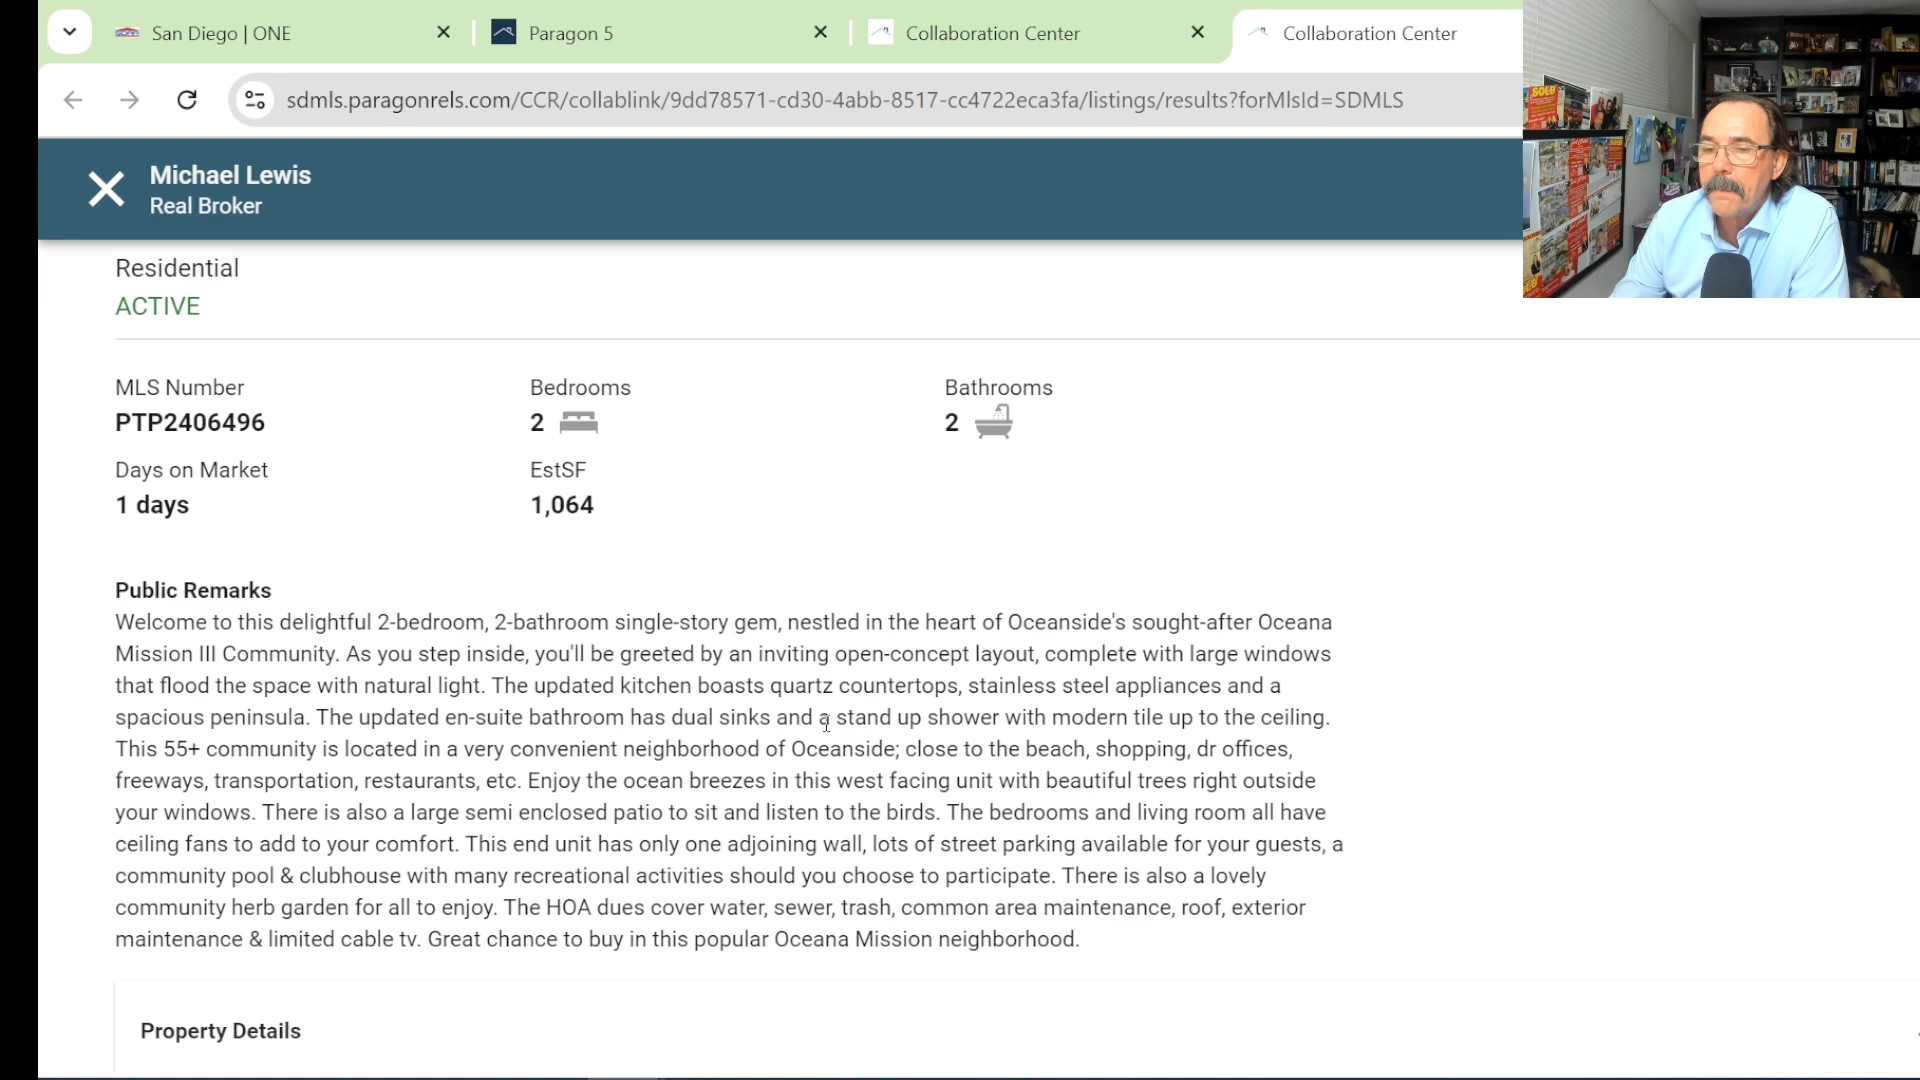 San Diego | ONE
Paragon 5
Collaboration Center
Collaboration Center
sdmls.paragonrels.com/CCR/collablink/9dd78571-cd30-4abb-8517-cc4722eca3fa/listings/results?forMlsId=SDMLS
Michael Lewis
Real Broker
Residential
ACTIVE
MLS Number
Bedrooms
Bathrooms
PTP2406496
2
2
Days on Market
EstSF
1 days
1,064
Public Remarks
Welcome to this delightful 2-bedroom, 2-bathroom single-story gem, nestled in the heart of Oceanside's sought-after Oceana
Mission III Community. As you step inside, you'll be greeted by an inviting open-concept layout, complete with large windows
that flood the space with natural light. The updated kitchen boasts quartz countertops, stainless steel appliances and a
spacious peninsula. The updated en-suite bathroom has dual sinks and a stand up shower with modern tile up to the ceiling.
This 55+ community is located in a very convenient neighborhood of Oceanside; close to the beach, shopping, dr offices,
freeways, transportation, restaurants, etc. Enjoy the ocean breezes in this west facing unit with beautiful trees right outside
your windows. There is also a large semi enclosed patio to sit and listen to the birds. The bedrooms and living room all have
ceiling fans to add to your comfort. This end unit has only one adjoining wall, lots of street parking available for your guests, a
community pool & clubhouse with many recreational activities should you choose to participate. There is also a lovely
community herb garden for all to enjoy. The HOA dues cover water, sewer, trash, common area maintenance, roof, exterior
maintenance & limited cable tv. Great chance to buy in this popular Oceana Mission neighborhood.
Property Details
SOLD